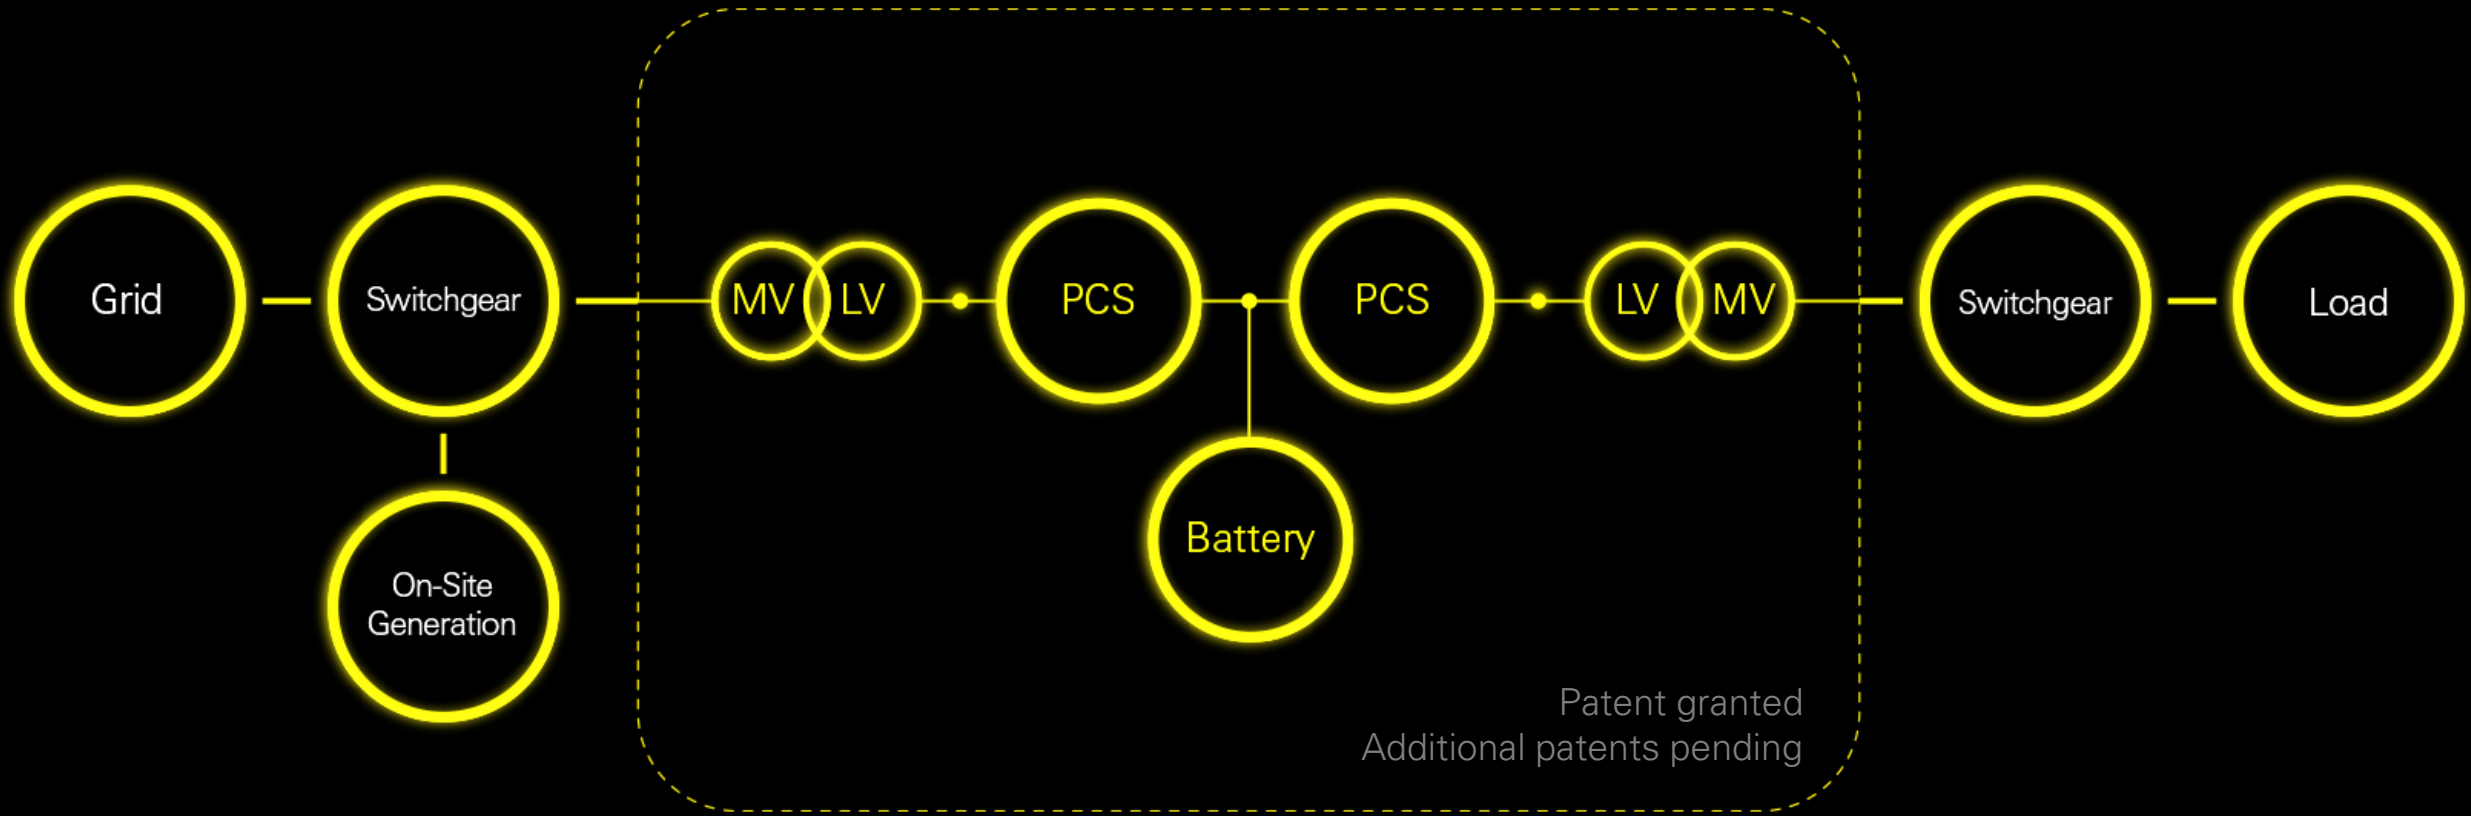 Grid
Switchgear
MV
LV
PCS
PCS
LV
MV
Switchgear
Load
Battery
On-Site
Generation
Patent granted
Additional patents pending